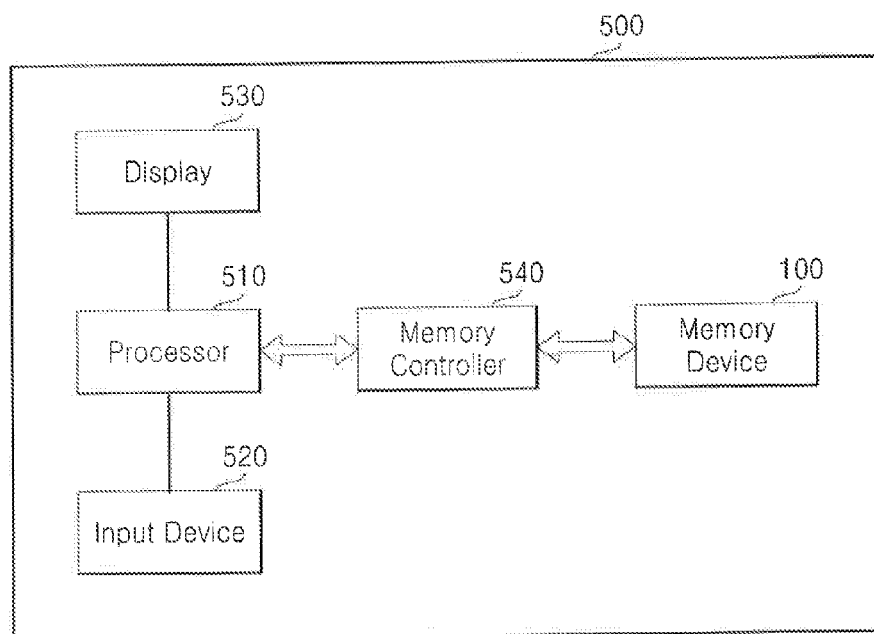 500
530
Display
510
Processor
540
Memory
Controller
100
Memory
Device
520
Input Device